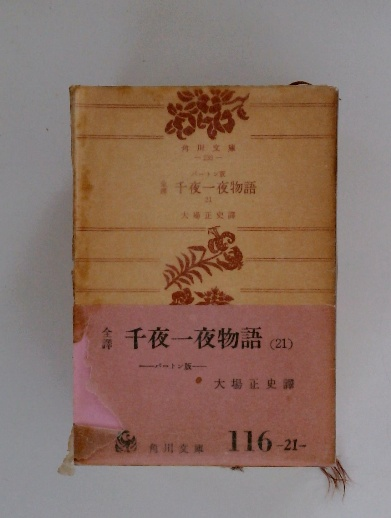 角川文庫
バートン版
全譯 千夜一夜物語
21
大場正史譯
全譯 千夜一夜物語 (21)
──バートン版──
大場正史譯
角川文庫 116 -21-